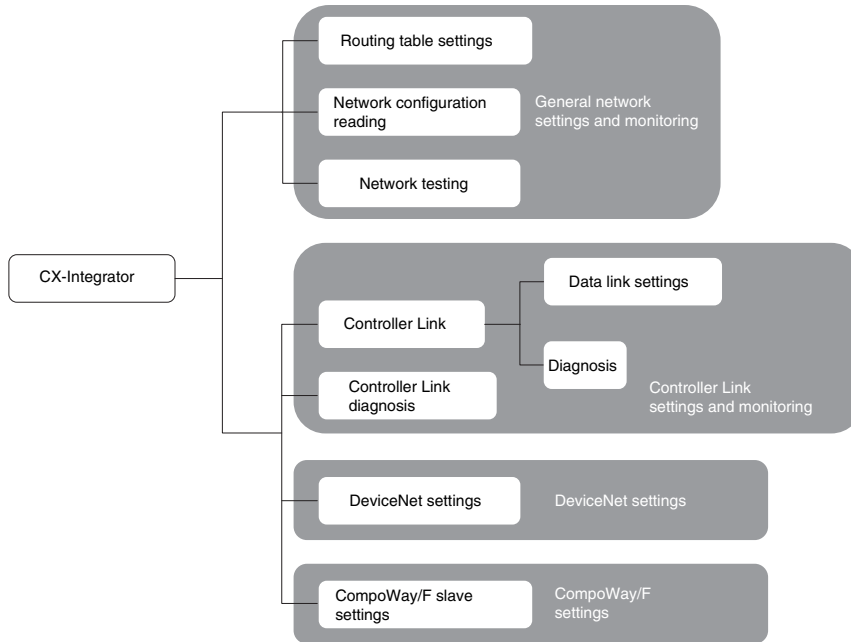 Routing table settings
Network configuration
reading
General network
settings and monitoring
Network testing
CX-Integrator
Data link settings
Controller Link
Diagnosis
Controller Link
diagnosis
Controller Link
settings and monitoring
DeviceNet settings
DeviceNet settings
CompoWay/F slave
settings
CompoWay/F
settings